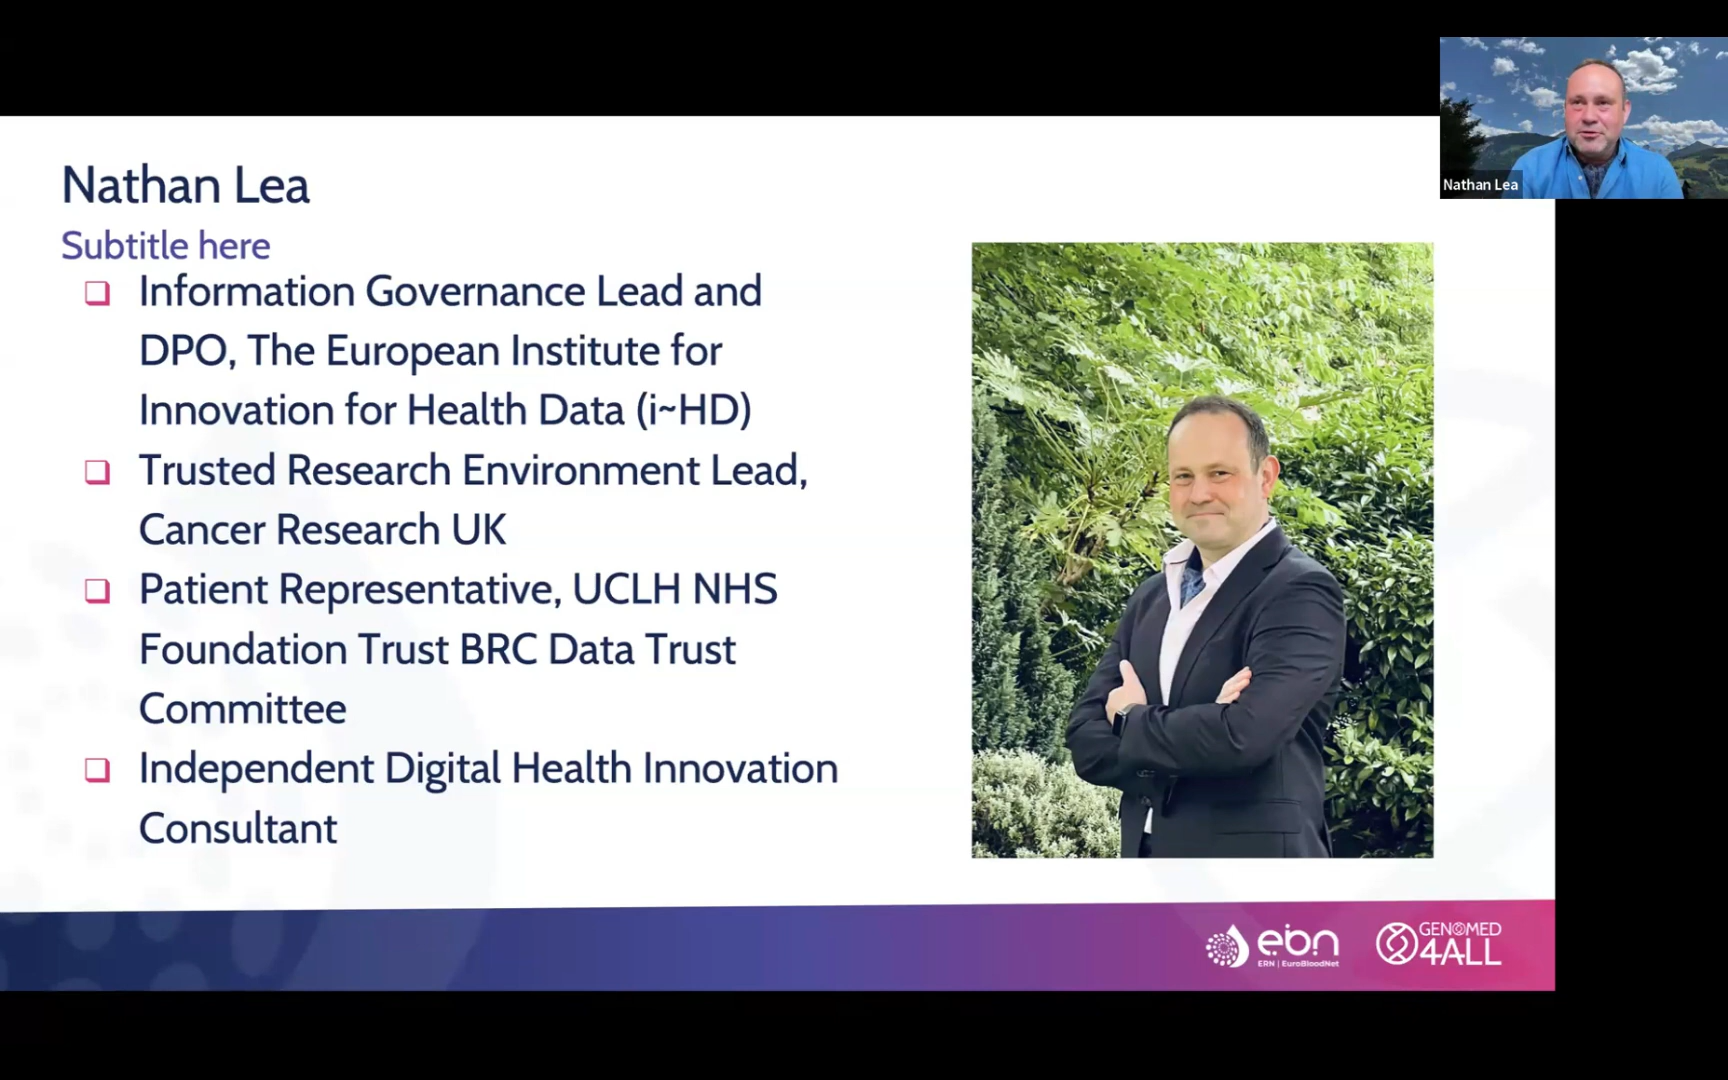 Nathan Lea
Nathan Lea
Subtitle here
❑ Information Governance Lead and
DPO, The European Institute for
Innovation for Health Data (i~HD)
❑ Trusted Research Environment Lead,
Cancer Research UK
❑ Patient Representative, UCLH NHS
Foundation Trust BRC Data Trust
Committee
❑ Independent Digital Health Innovation
Consultant
ebn
ERN | EuroBloodNet
GENOMED
4ALL